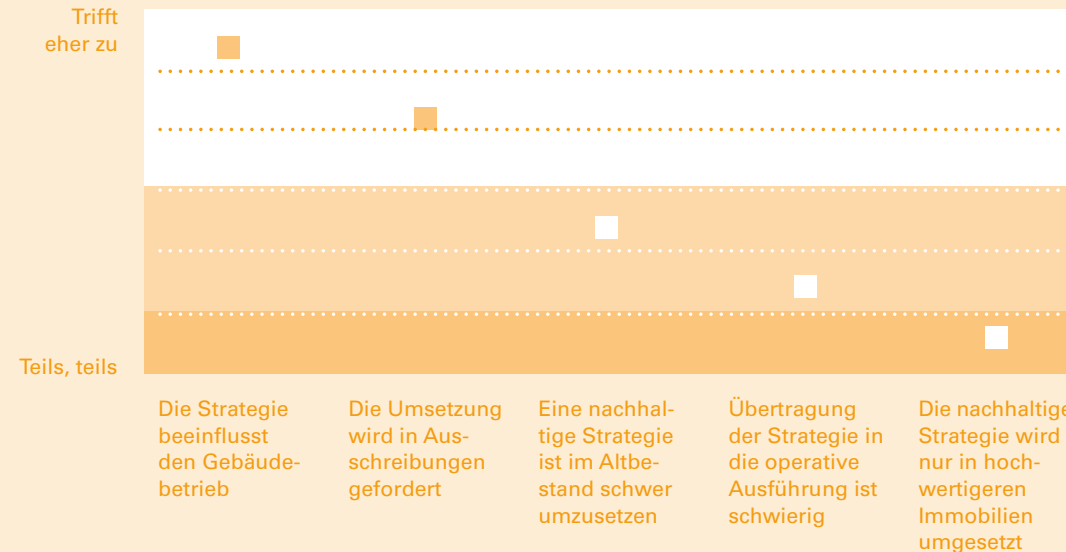 Trifft
eher zu
Teils, teils
Die Strategie
beeinflusst
den Gebäude-
betrieb
Die Umsetzung
wird in Aus-
schreibungen
gefordert
Eine nachhal-
tige Strategie
ist im Altbe-
stand schwer
umzusetzen
Übertragung
der Strategie in
die operative
Ausführung ist
schwierig
Die nachhaltige
Strategie wird
nur in hoch-
wertigeren
Immobilien
umgesetzt